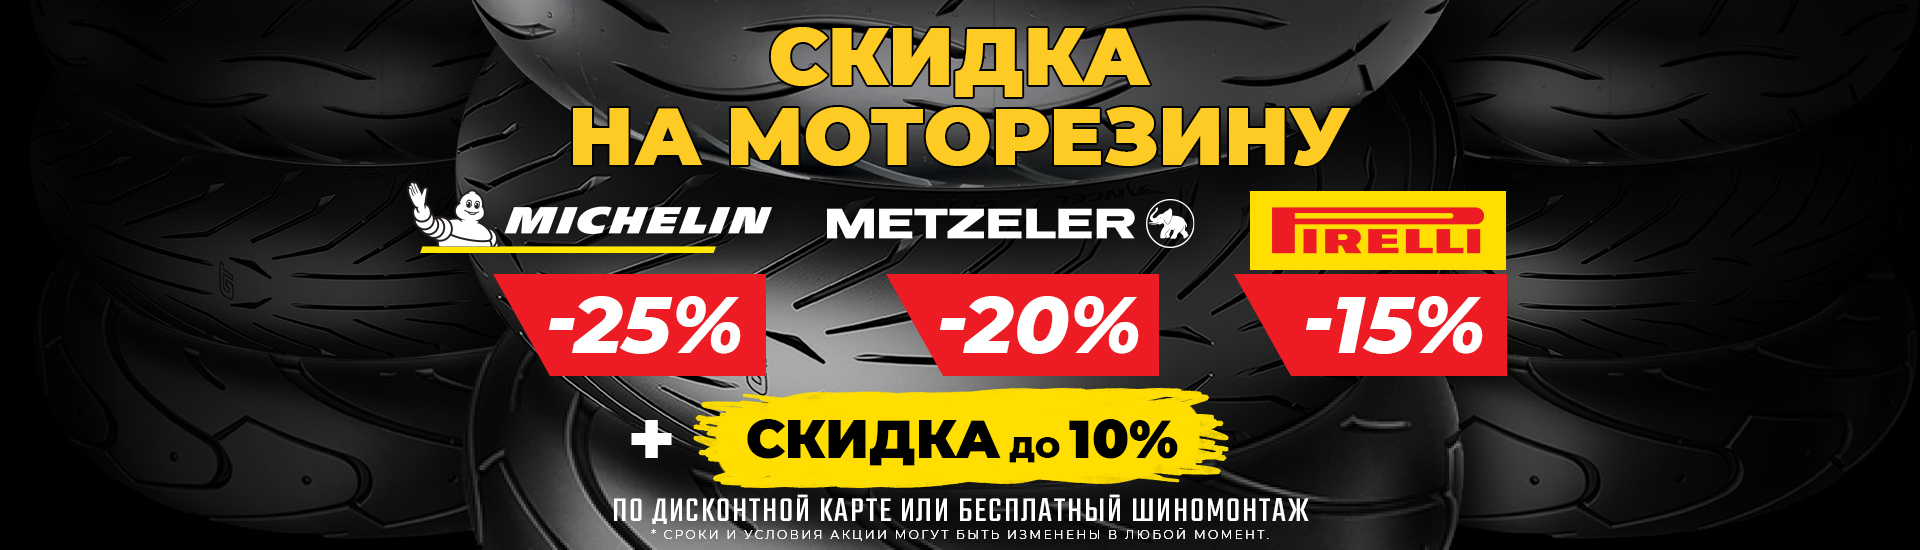 СКИДКА
НА МОТОРЕЗИНУ
MICHELIN METZELER PIRELLI
-25% -20% -15%
+ СКИДКА до 10%
ПО ДИСКОНТНОЙ КАРТЕ ИЛИ БЕСПЛАТНЫЙ ШИНОМОНТАЖ
* СРОКИ И УСЛОВИЯ АКЦИИ МОГУТ БЫТЬ ИЗМЕНЕНЫ В ЛЮБОЙ МОМЕНТ.